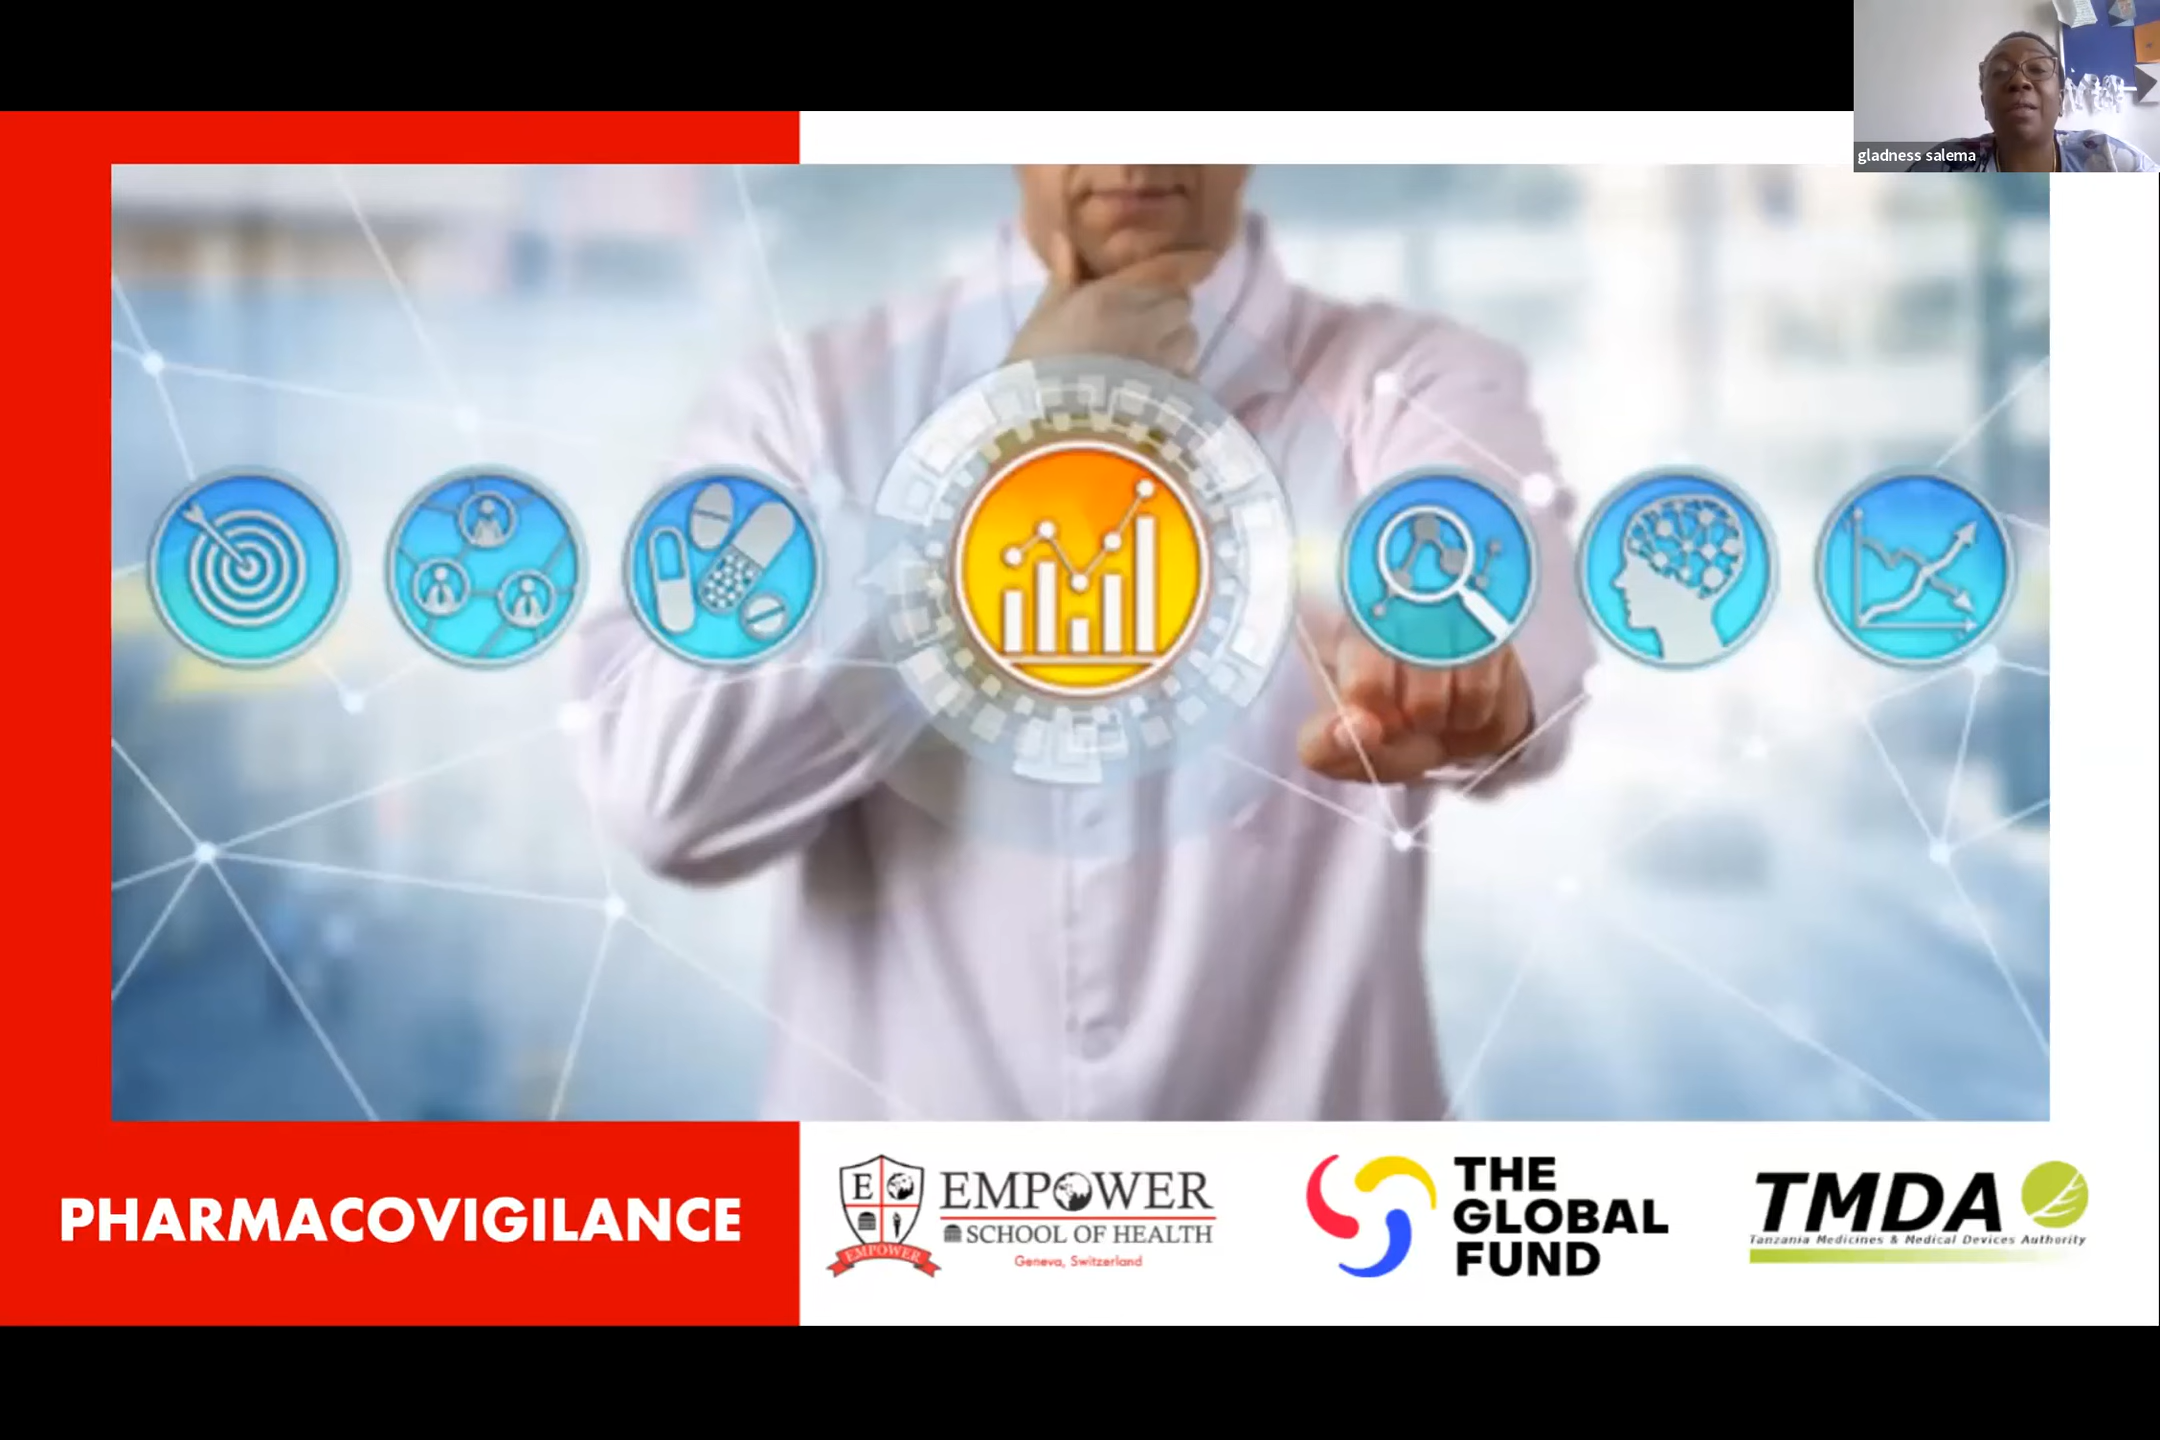 gladness salema
PHARMACOVIGILANCE
E
EMPOWER
EMPOWER
SCHOOL OF HEALTH
Geneva, Switzerland
THE
GLOBAL
FUND
TMDA
Tanzania Medicines & Medical Devices Authority